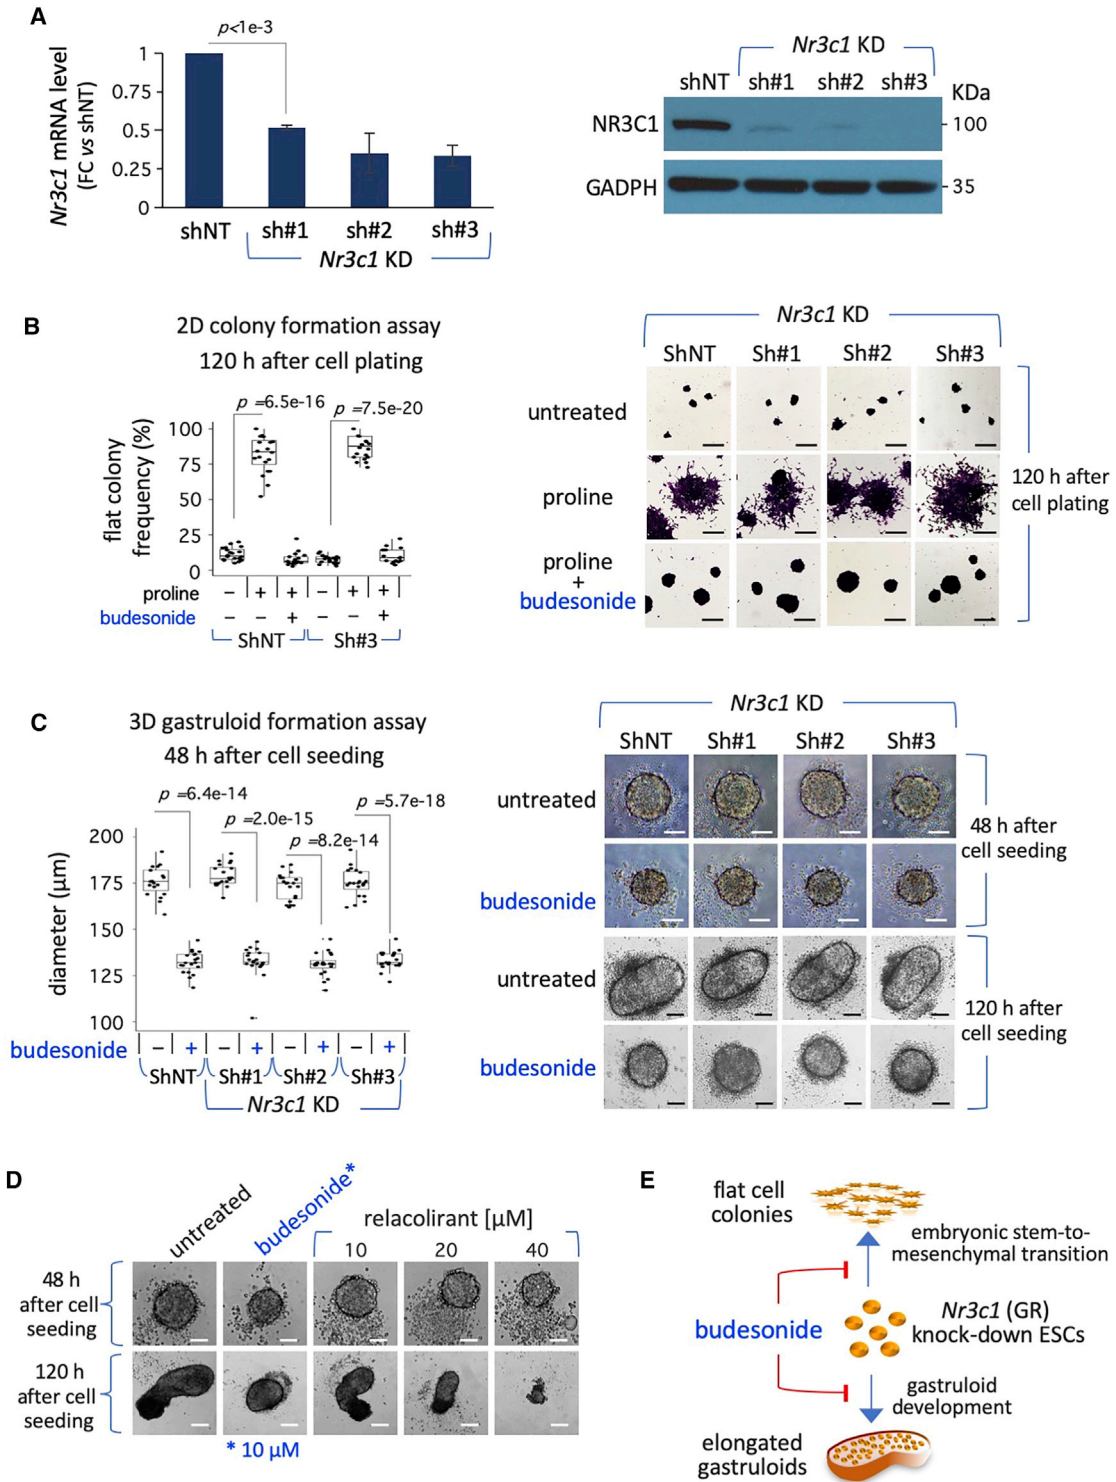 A
p<1e-3
Nr3c1 mRNA level
(FC vs shNT)
1
0.75
0.5
0.25
0
shNT
sh#1
sh#2
sh#3
Nr3c1 KD
Nr3c1 KD
shNT
sh#1
sh#2
sh#3
KDa
NR3C1
100
GADPH
35
B
2D colony formation assay
120 h after cell plating
p =6.5e-16
p =7.5e-20
flat colony
frequency (%)
100
75
50
25
0
proline
– + + – + +
budesonide
– – + – – +
ShNT
Sh#3
Nr3c1 KD
ShNT
Sh#1
Sh#2
Sh#3
untreated
proline
proline
+
budesonide
120 h after
cell plating
C
3D gastruloid formation assay
48 h after cell seeding
p =6.4e-14
p =2.0e-15
p =8.2e-14
p =5.7e-18
diameter (µm)
200
175
150
125
100
budesonide
– + – + – + – +
ShNT
Sh#1
Sh#2
Sh#3
Nr3c1 KD
Nr3c1 KD
ShNT
Sh#1
Sh#2
Sh#3
untreated
budesonide
48 h after
cell seeding
untreated
budesonide
120 h after
cell seeding
D
untreated
budesonide*
relacolirant [µM]
10
20
40
48 h
after cell
seeding
120 h
after cell
seeding
* 10 µM
E
flat cell
colonies
embryonic stem-to-
mesenchymal transition
budesonide
Nr3c1 (GR)
knock-down ESCs
gastruloid
development
elongated
gastruloids